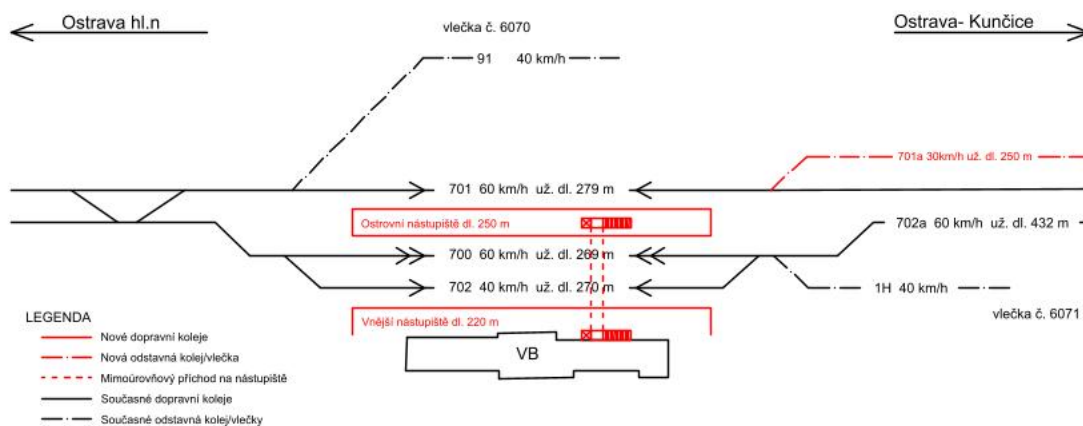 Ostrava hl.n
Ostrava- Kunčice
vlečka č. 6070
91 40 km/h
701a 30km/h už. dl. 250 m
701 60 km/h už. dl. 279 m
Ostrovní nástupiště dl. 250 m
702a 60 km/h už. dl. 432 m
700 60 km/h už. dl. 269 m
702 40 km/h už. dl. 270 m
1H 40 km/h
vlečka č. 6071
Vnější nástupiště dl. 220 m
VB
LEGENDA
Nové dopravní koleje
Nová odstavná kolej/vlečka
Mimoúrovňový příchod na nástupiště
Současné dopravní koleje
Současné odstavná kolej/vlečky